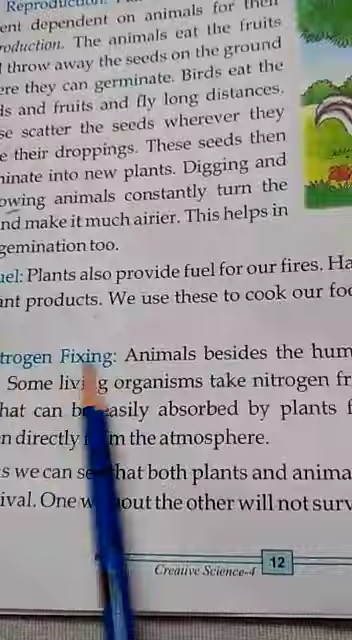 Reproduction:
ent dependent on animals for their
roduction. The animals eat the fruits
throw away the seeds on the ground
ere they can germinate. Birds eat the
ds and fruits and fly long distances.
se scatter the seeds wherever they
e their droppings. These seeds then
minate into new plants. Digging and
owing animals constantly turn the
nd make it much airier. This helps in
gemination too.
uel: Plants also provide fuel for our fires. Ha
ant products. We use these to cook our foo
trogen Fixing: Animals besides the hum
Some living organisms take nitrogen fr
hat can be easily absorbed by plants f
n directly from the atmosphere.
s we can see that both plants and anima
ival. One without the other will not surv
Creative Science-4 12